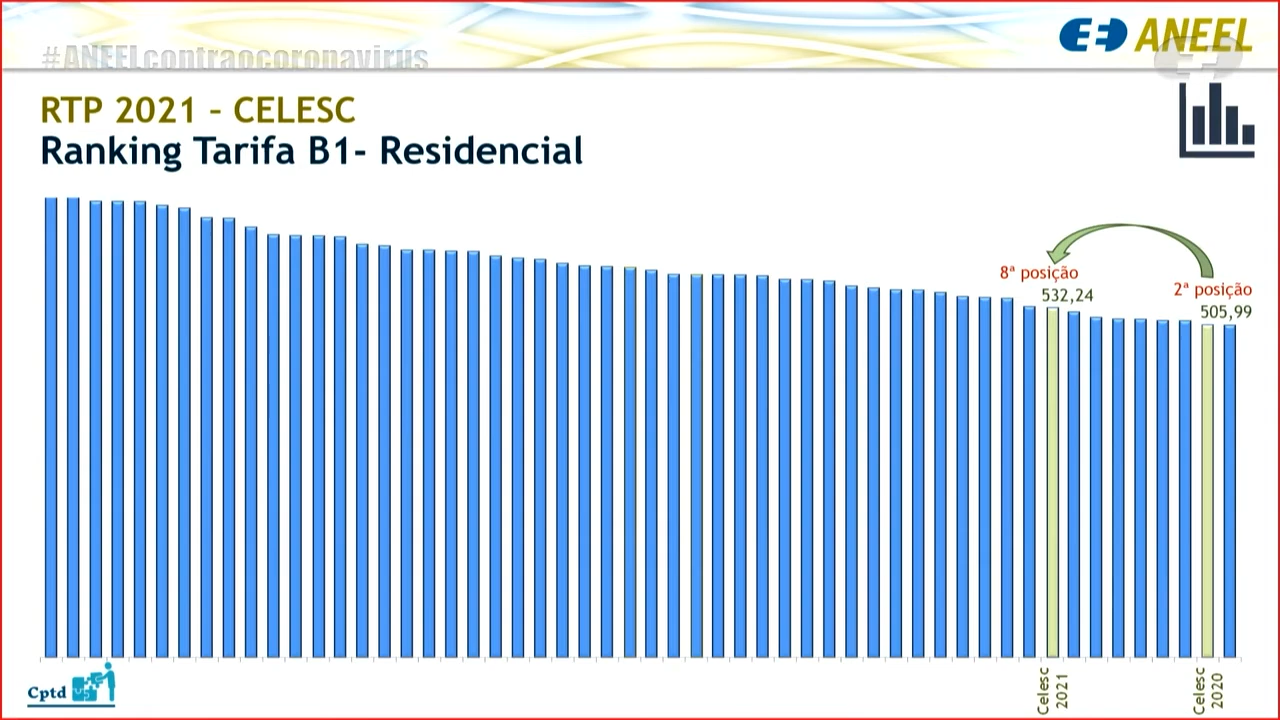 #ANEELcontraocoronavirus
ANEEL
RTP 2021 – CELESC
Ranking Tarifa B1- Residencial
8ª posição
532,24
2ª posição
505,99
Celesc
2021
Celesc
2020
Cptd